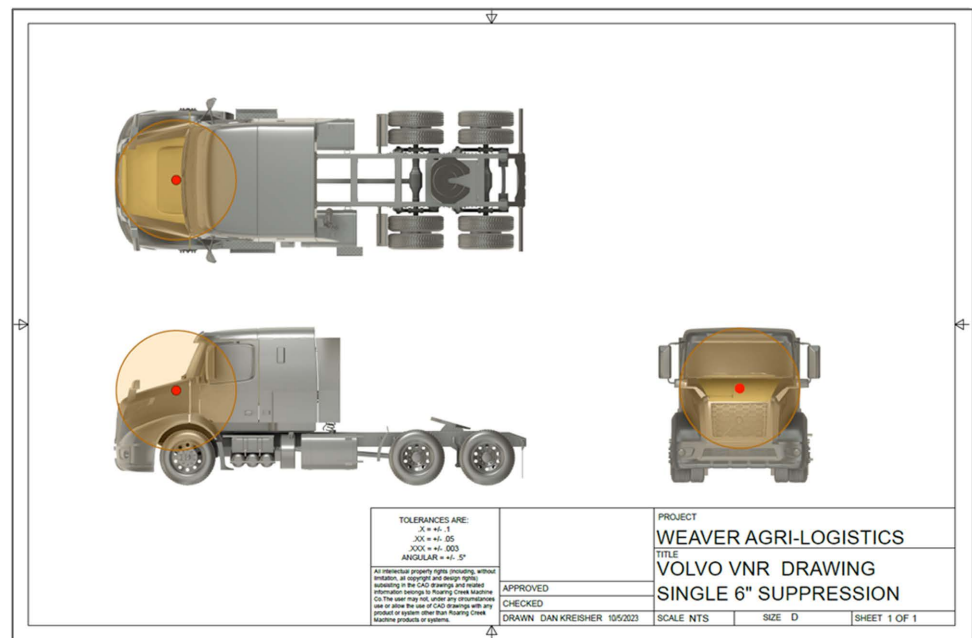 TOLERANCES ARE:
.X = +/- .1
.XX = +/- .05
.XXX = +/- .003
ANGULAR = +/- .5°
All intellectual property rights (including, without
limitation, all copyright and design rights)
subsisting in the CAD drawings and related
information belongs to Roaring Creek Machine
Co.The user may not, under any circumstances
use or allow the use of CAD drawings with any
product or system other than Roaring Creek
Machine products or systems.
APPROVED
CHECKED
DRAWN DAN KREISHER 10/5/2023
PROJECT
WEAVER AGRI-LOGISTICS
TITLE
VOLVO VNR DRAWING
SINGLE 6" SUPPRESSION
SCALE NTS
SIZE D
SHEET 1 OF 1